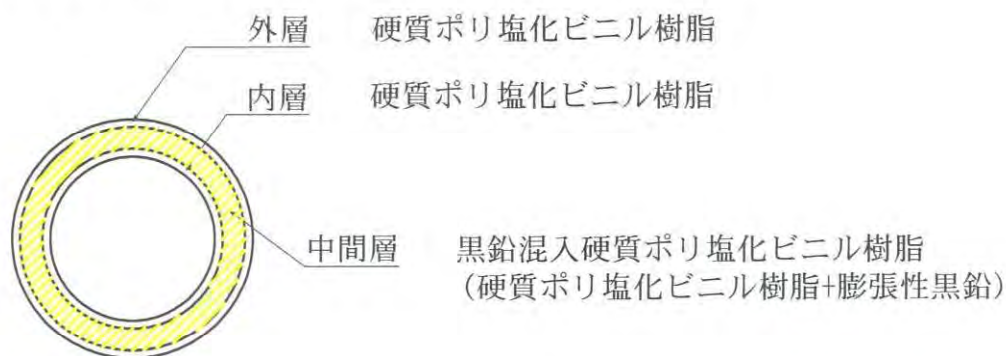 外層 硬質ポリ塩化ビニル樹脂
内層 硬質ポリ塩化ビニル樹脂
中間層 黒鉛混入硬質ポリ塩化ビニル樹脂
(硬質ポリ塩化ビニル樹脂+膨張性黒鉛)